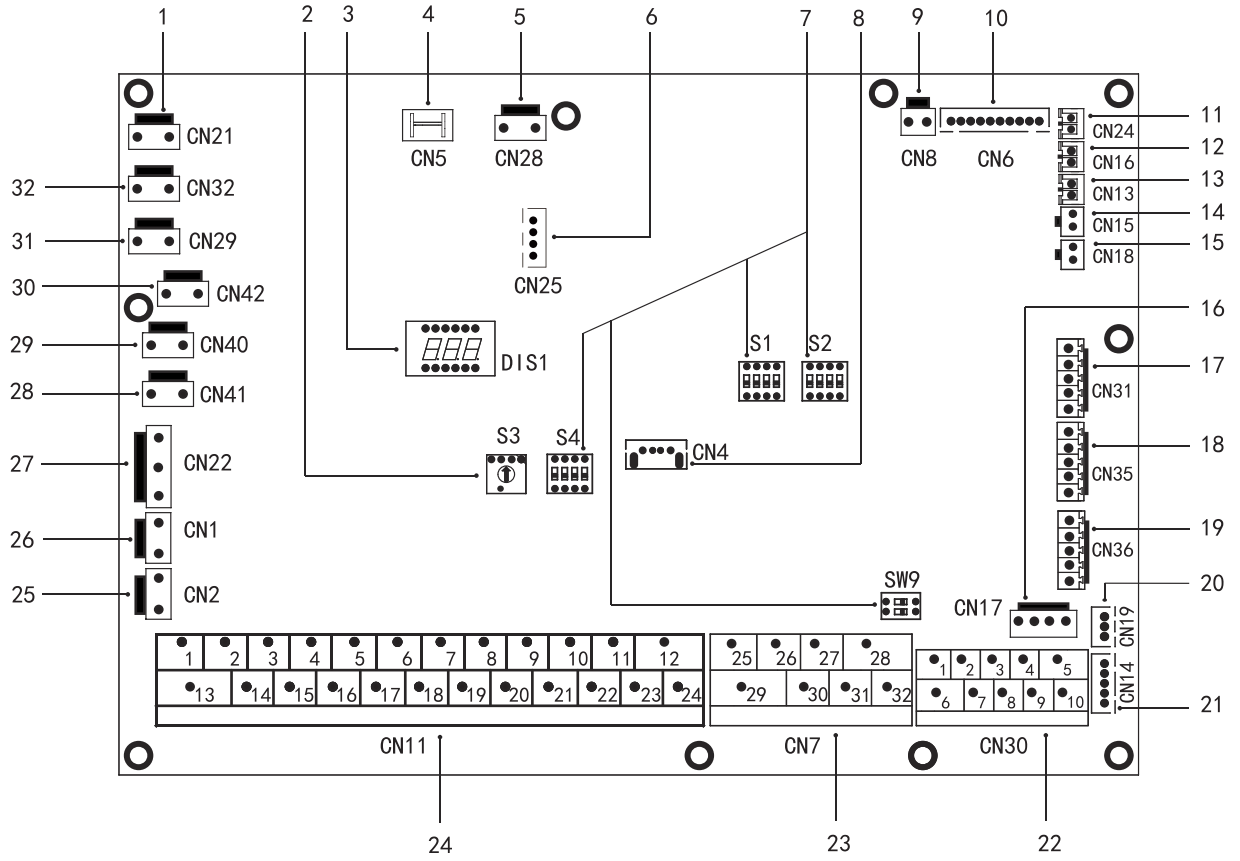 1 2 3 4 5 6 7 8 9 10
CN21 CN5 CN28 CN8 CN6 CN24 11
CN16 12
32 CN32 CN13 13
CN15 14
31 CN29 CN18 15
CN25
30 CN42 16
29 CN40 DIS1 S1 S2
28 CN41 CN31 17
S3 S4 CN4 18
27 CN22 CN35
26 CN1 CN36 19
25 CN2 SW9 CN17 CN19 20
1 2 3 4 5 6 7 8 9 10 11 12 25 26 27 28 1 2 3 4 5
13 14 15 16 17 18 19 20 21 22 23 24 29 30 31 32 6 7 8 9 10 CN14 21
CN11 CN7 CN30
24 23 22